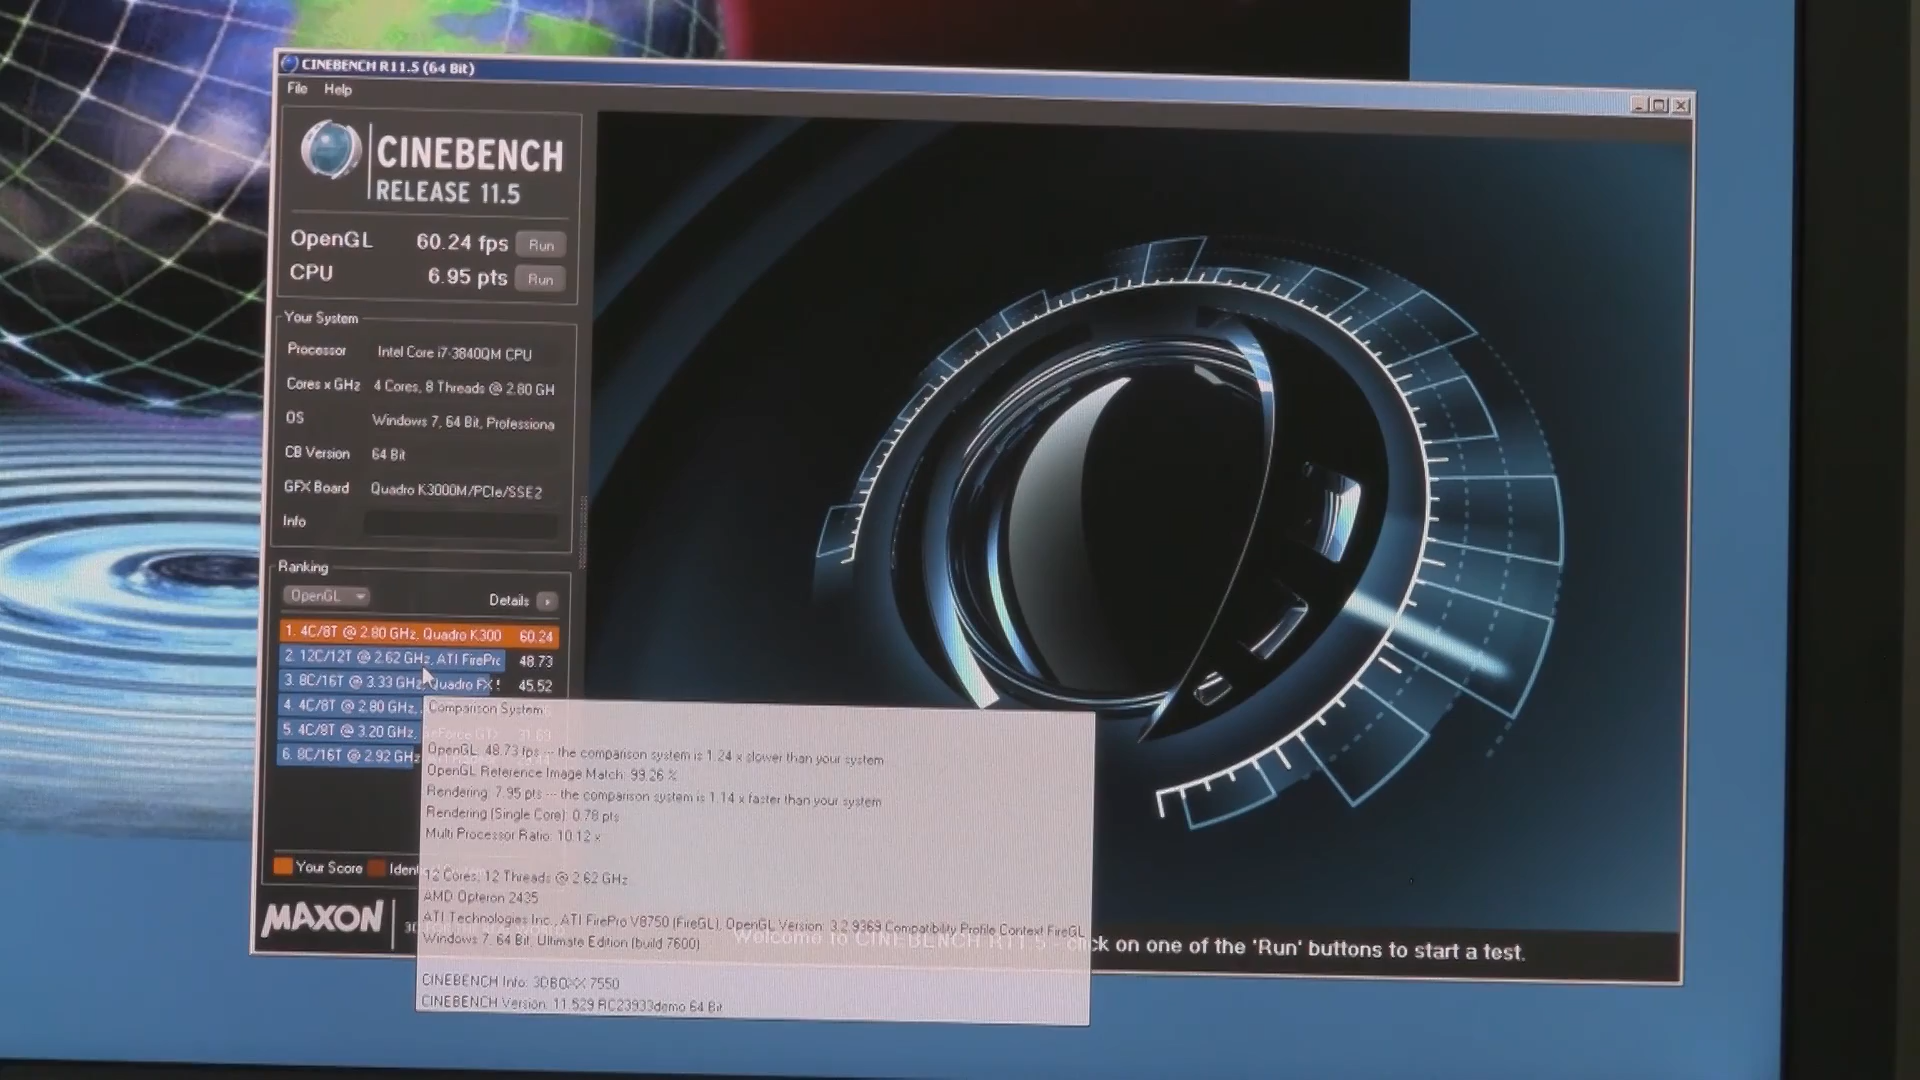 CINEBENCH R11.5 (64 Bit)
File Help
CINEBENCH
RELEASE 11.5
OpenGL 60.24 fps Run
CPU 6.95 pts Run
Your System
Processor Intel Core i7-3840QM CPU
Cores x GHz 4 Cores, 8 Threads @ 2.80 GH
OS Windows 7, 64 Bit, Professiona
CB Version 64 Bit
GFX Board Quadro K3000M/PCIe/SSE2
Info
Ranking
OpenGL Details
1. 4C/8T @ 2.80 GHz, Quadro K300 60.24
2. 12C/12T @ 2.62 GHz, ATI FirePrc 48.73
3. 8C/16T @ 3.33 GHz, Quadro FX 45.52
4. 4C/8T @ 2.80 GHz,
5. 4C/8T @ 3.20 GHz, 31.69
6. 8C/16T @ 2.92 GHz
Comparison System
OpenGL: 48.73 fps --- the comparison system is 1.24 x slower than your system
OpenGL Reference Image Match: 99.26 %
Rendering: 7.95 pts --- the comparison system is 1.14 x faster than your system
Rendering (Single Core): 0.78 pts
Multi Processor Ratio: 10.12 x
12 Cores, 12 Threads @ 2.62 GHz
AMD Opteron 2435
ATI Technologies Inc., ATI FirePro V8750 (FireGL), OpenGL Version: 3.2.9369 Compatibility Profile Context FireGL
Windows 7, 64 Bit, Ultimate Edition (build 7600)
CINEBENCH Info: 3DBOXX 7550
CINEBENCH Version: 11.529 RC23933demo 64 Bit
Your Score Ident
MAXON 3D
Welcome to CINEBENCH R11.5 - click on one of the 'Run' buttons to start a test.